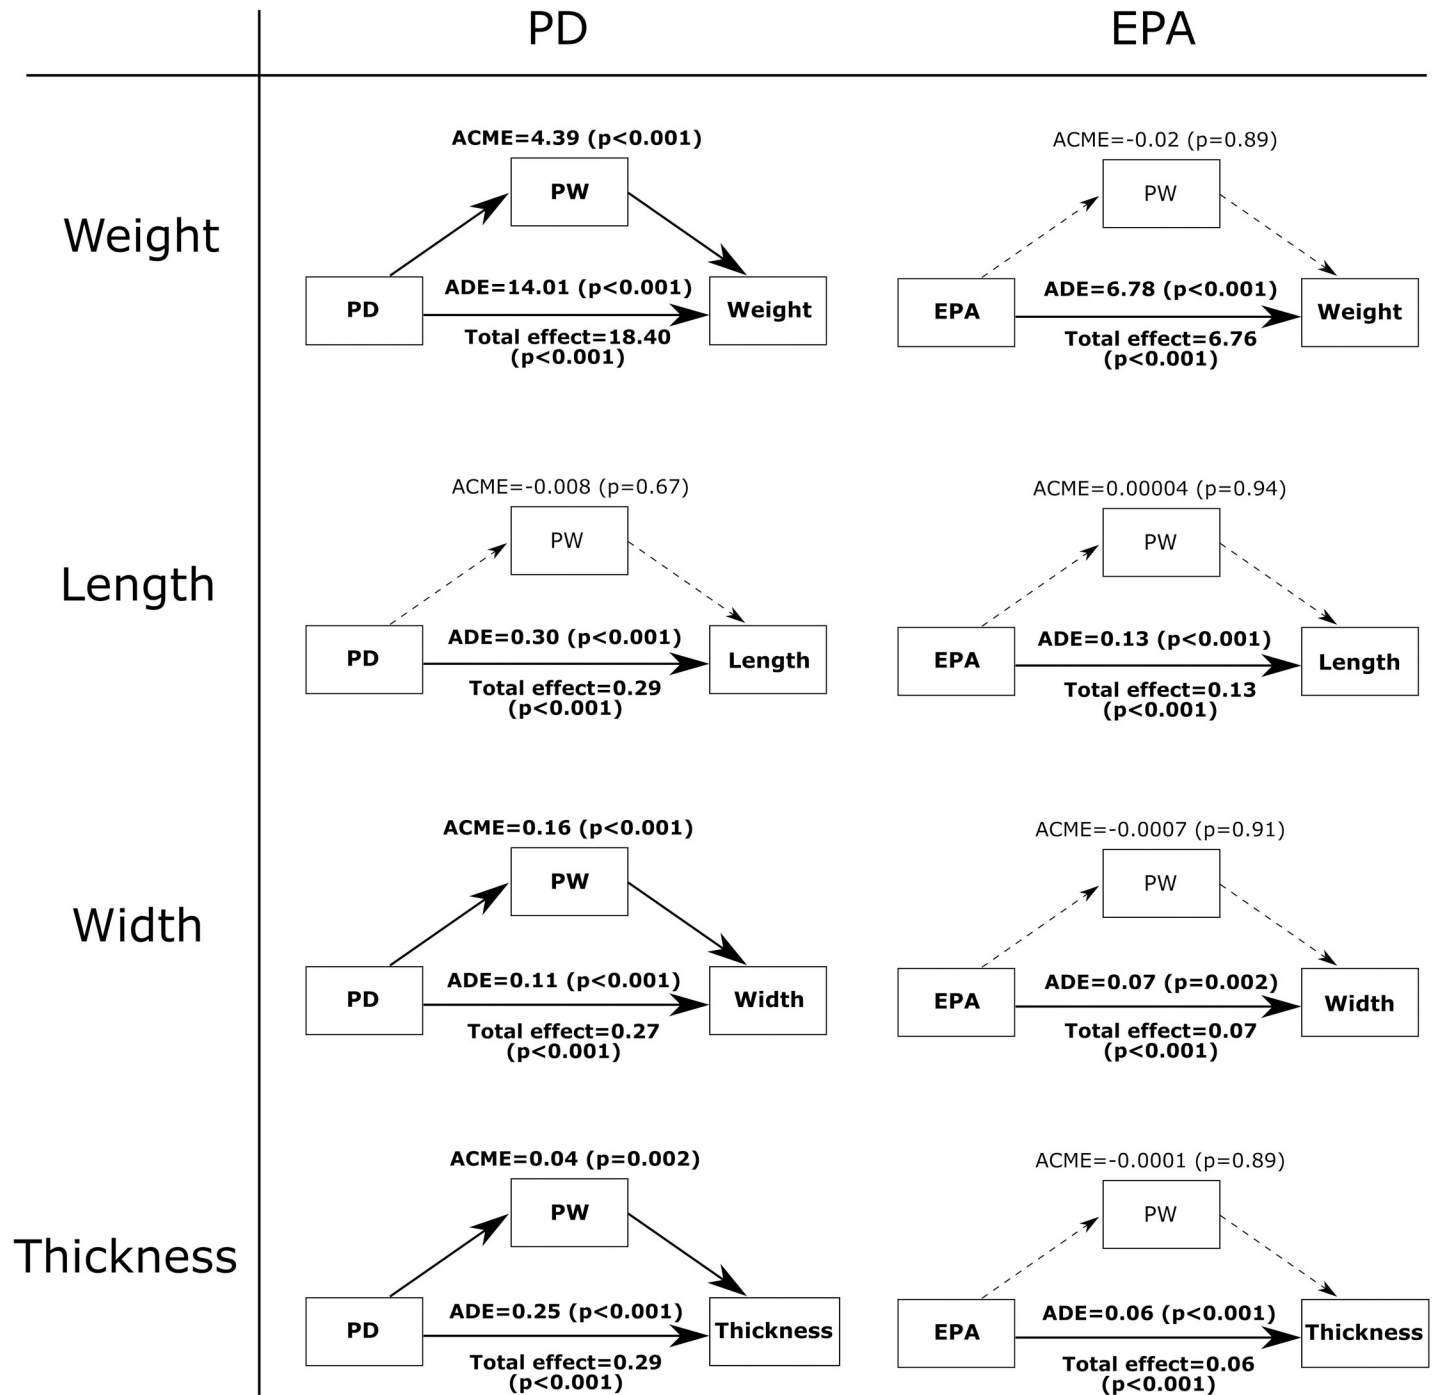 PD
EPA
Weight
ACME=4.39 (p<0.001)
PW
PD
ADE=14.01 (p<0.001)
Total effect=18.40
(p<0.001)
Weight
ACME=-0.02 (p=0.89)
PW
EPA
ADE=6.78 (p<0.001)
Total effect=6.76
(p<0.001)
Weight
Length
ACME=-0.008 (p=0.67)
PW
PD
ADE=0.30 (p<0.001)
Total effect=0.29
(p<0.001)
Length
ACME=0.00004 (p=0.94)
PW
EPA
ADE=0.13 (p<0.001)
Total effect=0.13
(p<0.001)
Length
Width
ACME=0.16 (p<0.001)
PW
PD
ADE=0.11 (p<0.001)
Total effect=0.27
(p<0.001)
Width
ACME=-0.0007 (p=0.91)
PW
EPA
ADE=0.07 (p=0.002)
Total effect=0.07
(p<0.001)
Width
Thickness
ACME=0.04 (p=0.002)
PW
PD
ADE=0.25 (p<0.001)
Total effect=0.29
(p<0.001)
Thickness
ACME=-0.0001 (p=0.89)
PW
EPA
ADE=0.06 (p<0.001)
Total effect=0.06
(p<0.001)
Thickness